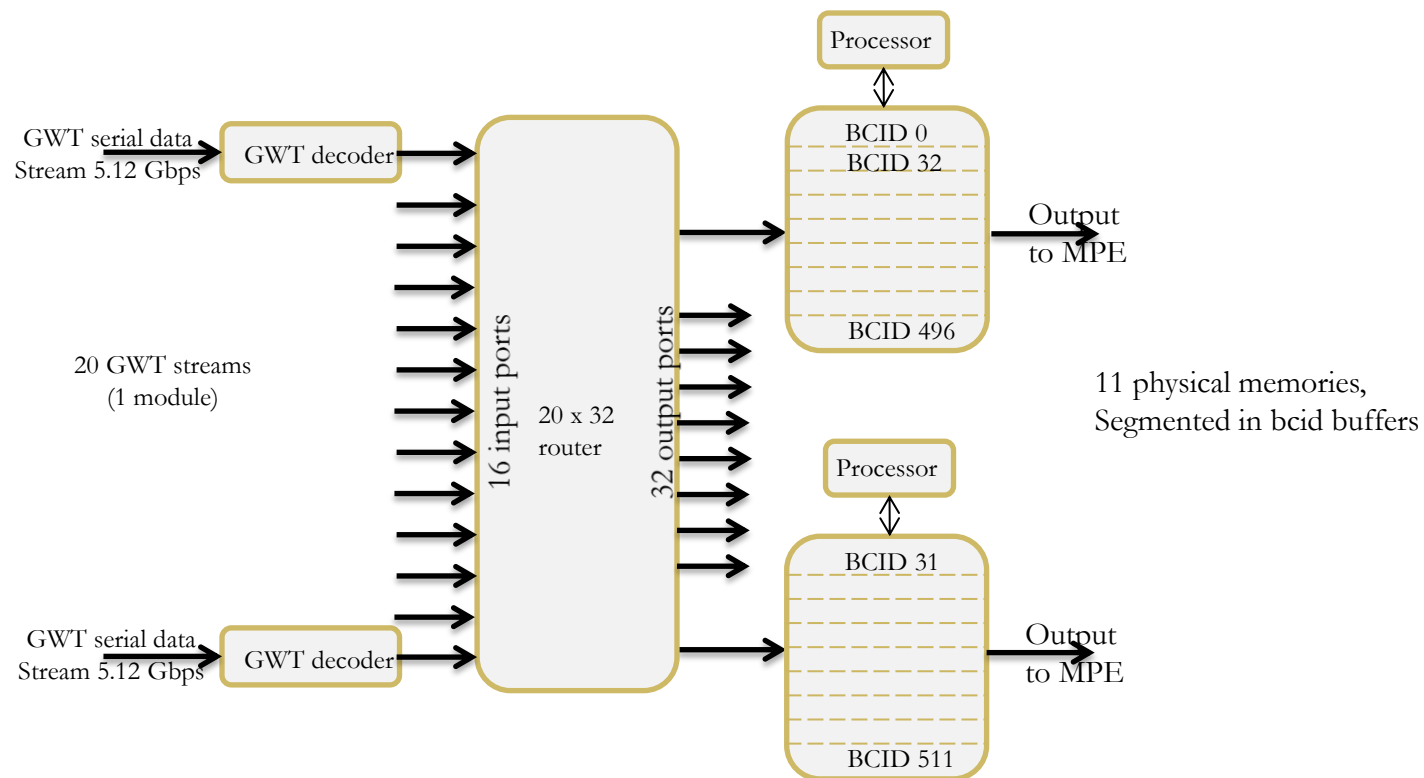 Processor
GWT serial data
Stream 5.12 Gbps
GWT decoder
BCID 0
BCID 32
Output
to MPE
BCID 496
16 input ports
32 output ports
20 GWT streams
(1 module)
20 x 32
router
11 physical memories,
Segmented in bcid buffers
Processor
BCID 31
GWT serial data
Stream 5.12 Gbps
GWT decoder
Output
to MPE
BCID 511